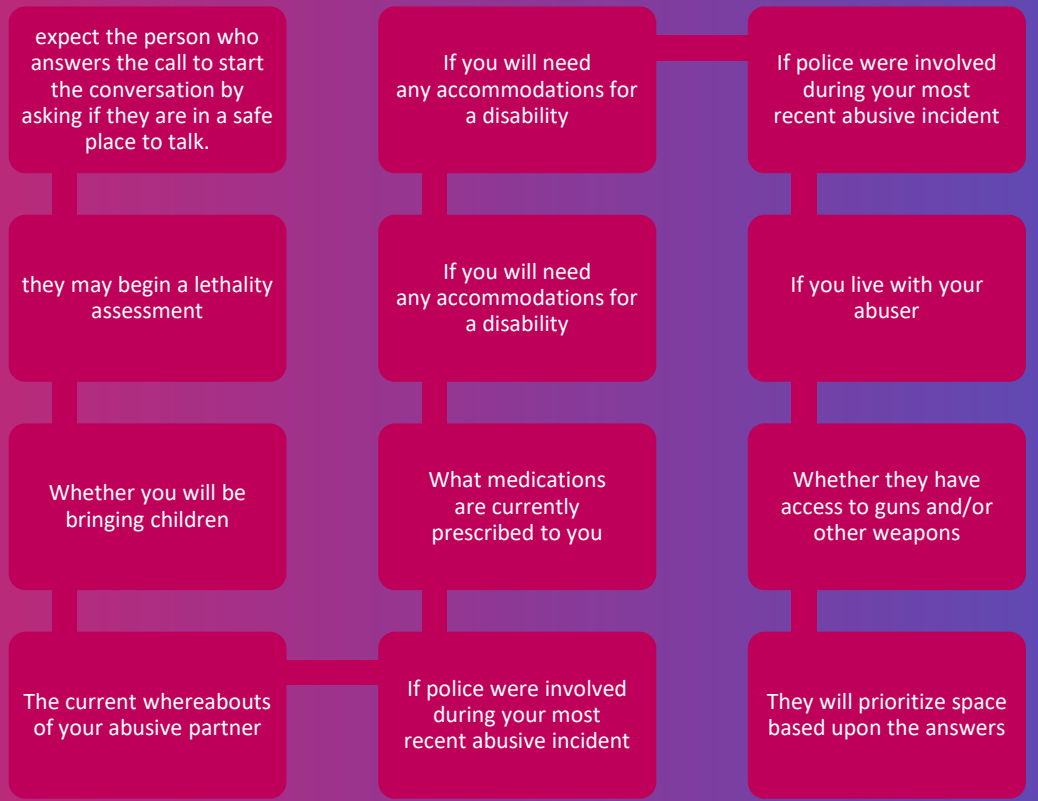 expect the person who
answers the call to start
the conversation by
asking if they are in a safe
place to talk.
they may begin a lethality
assessment
Whether you will be
bringing children
The current whereabouts
of your abusive partner
If police were involved
during your most
recent abusive incident
What medications
are currently
prescribed to you
If you will need
any accommodations for
a disability
If you will need
any accommodations for
a disability
If police were involved
during your most
recent abusive incident
If you live with your
abuser
Whether they have
access to guns and/or
other weapons
They will prioritize space
based upon the answers